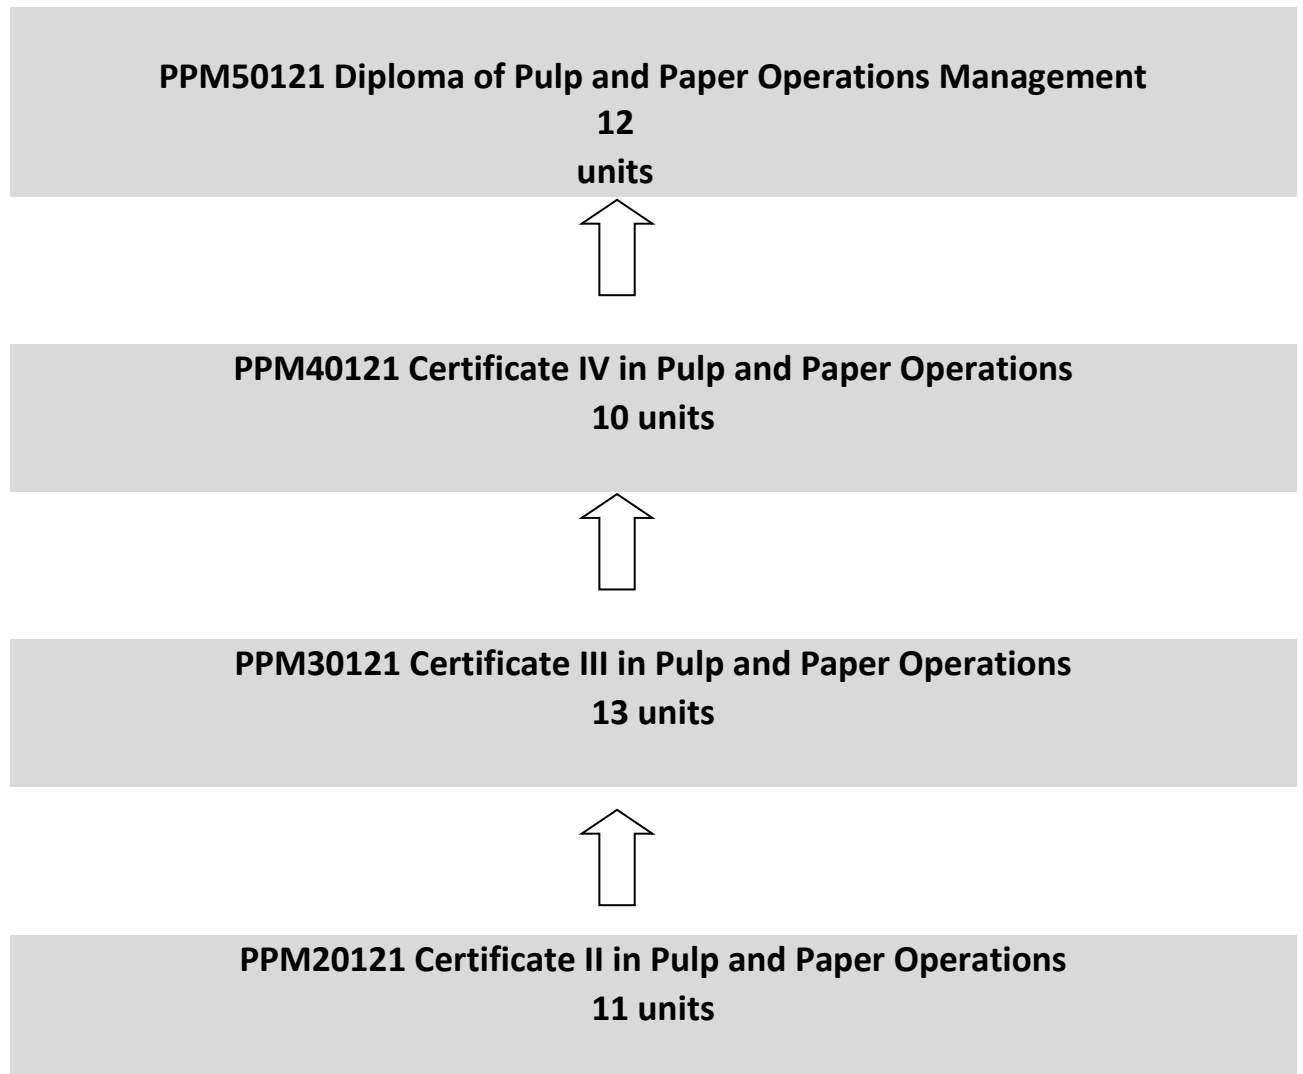 PPM50121 Diploma of Pulp and Paper Operations Management
12
units
PPM40121 Certificate IV in Pulp and Paper Operations
10 units
PPM30121 Certificate III in Pulp and Paper Operations
13 units
PPM20121 Certificate II in Pulp and Paper Operations
11 units